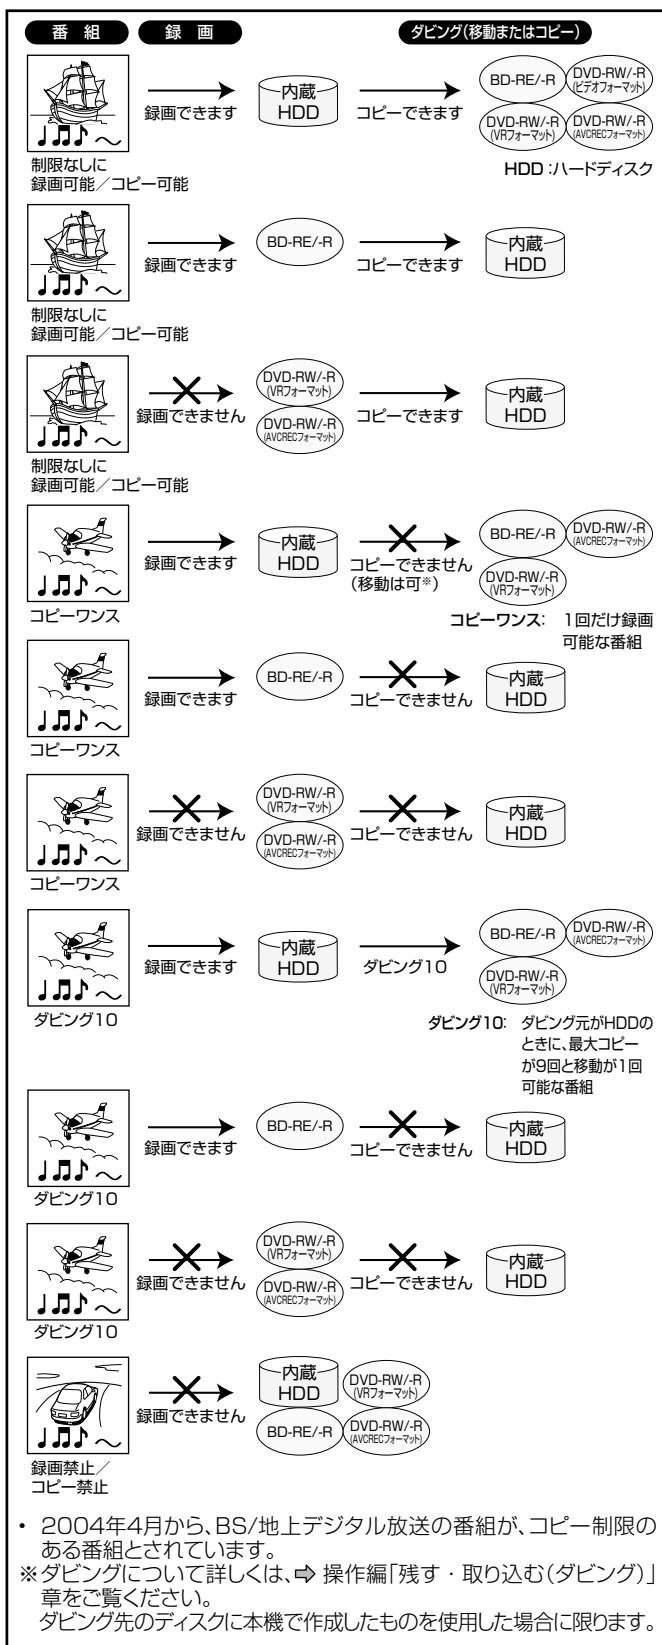 番 組 録 画 ダビング(移動またはコピー)
録画できます
内蔵
HDD
コピーできます
BD-RE/-R
DVD-RW/-R
(ビデオフォーマット)
DVD-RW/-R
(VRフォーマット)
DVD-RW/-R
(AVCRECフォーマット)
制限なしに
録画可能/コピー可能
HDD:ハードディスク
録画できます
BD-RE/-R
コピーできます
内蔵
HDD
制限なしに
録画可能/コピー可能
録画できません
DVD-RW/-R
(VRフォーマット)
DVD-RW/-R
(AVCRECフォーマット)
コピーできます
内蔵
HDD
制限なしに
録画可能/コピー可能
録画できます
内蔵
HDD
コピーできません
(移動は可※)
BD-RE/-R
DVD-RW/-R
(AVCRECフォーマット)
DVD-RW/-R
(VRフォーマット)
コピーワンス
コピーワンス: 1回だけ録画
可能な番組
録画できます
BD-RE/-R
コピーできません
内蔵
HDD
コピーワンス
録画できません
DVD-RW/-R
(VRフォーマット)
DVD-RW/-R
(AVCRECフォーマット)
コピーできません
内蔵
HDD
コピーワンス
録画できます
内蔵
HDD
ダビング10
BD-RE/-R
DVD-RW/-R
(AVCRECフォーマット)
DVD-RW/-R
(VRフォーマット)
ダビング10
ダビング10: ダビング元がHDDの
ときに、最大コピー
が9回と移動が1回
可能な番組
録画できます
BD-RE/-R
コピーできません
内蔵
HDD
ダビング10
録画できません
DVD-RW/-R
(VRフォーマット)
DVD-RW/-R
(AVCRECフォーマット)
コピーできません
内蔵
HDD
ダビング10
録画できません
内蔵
HDD
DVD-RW/-R
(VRフォーマット)
BD-RE/-R
DVD-RW/-R
(AVCRECフォーマット)
録画禁止/
コピー禁止
• 2004年4月から、BS/地上デジタル放送の番組が、コピー制限の
ある番組とされています。
※ダビングについて詳しくは、⇨ 操作編「残す・取り込む(ダビング)」
章をご覧ください。
ダビング先のディスクに本機で作成したものを使用した場合に限ります。